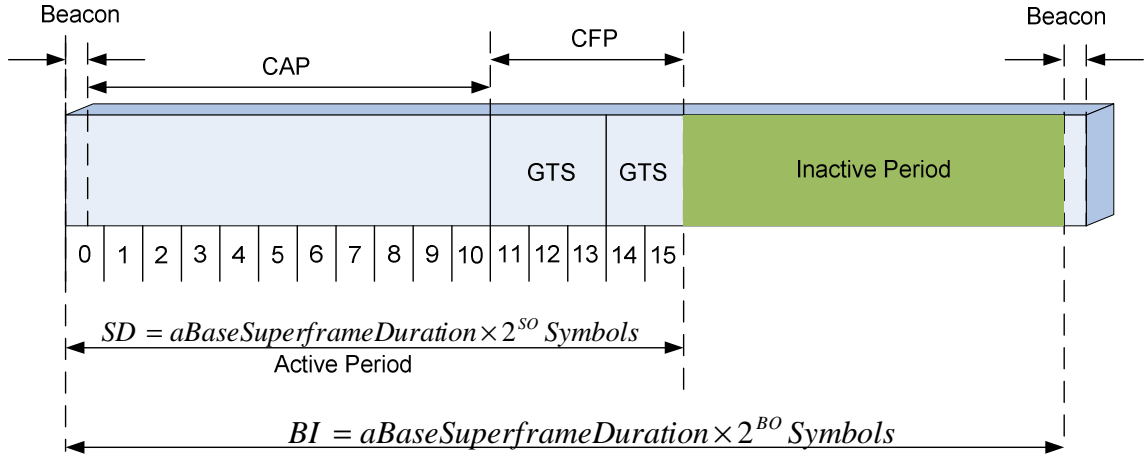 Beacon
Beacon
CFP
CAP
GTS
GTS
Inactive Period
0 1 2 3 4 5 6 7 8 9 10 11 12 13 14 15
SD = aBaseSuperframeDuration × 2^SO Symbols
Active Period
BI = aBaseSuperframeDuration × 2^BO Symbols